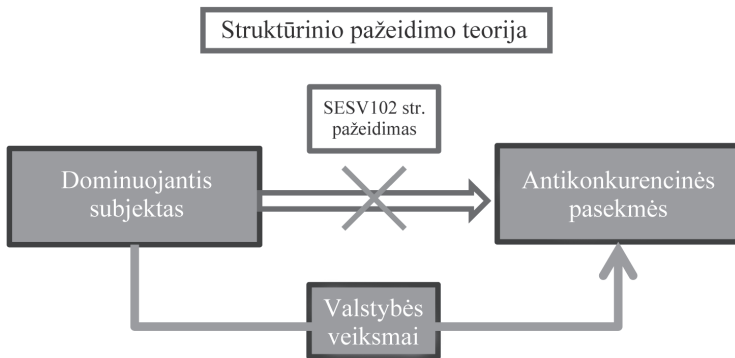 Struktūrinio pažeidimo teorija
SESV102 str.
pažeidimas
Dominuojantis
subjektas
Antikonkurencinės
pasekmės
Valstybės
veiksmai